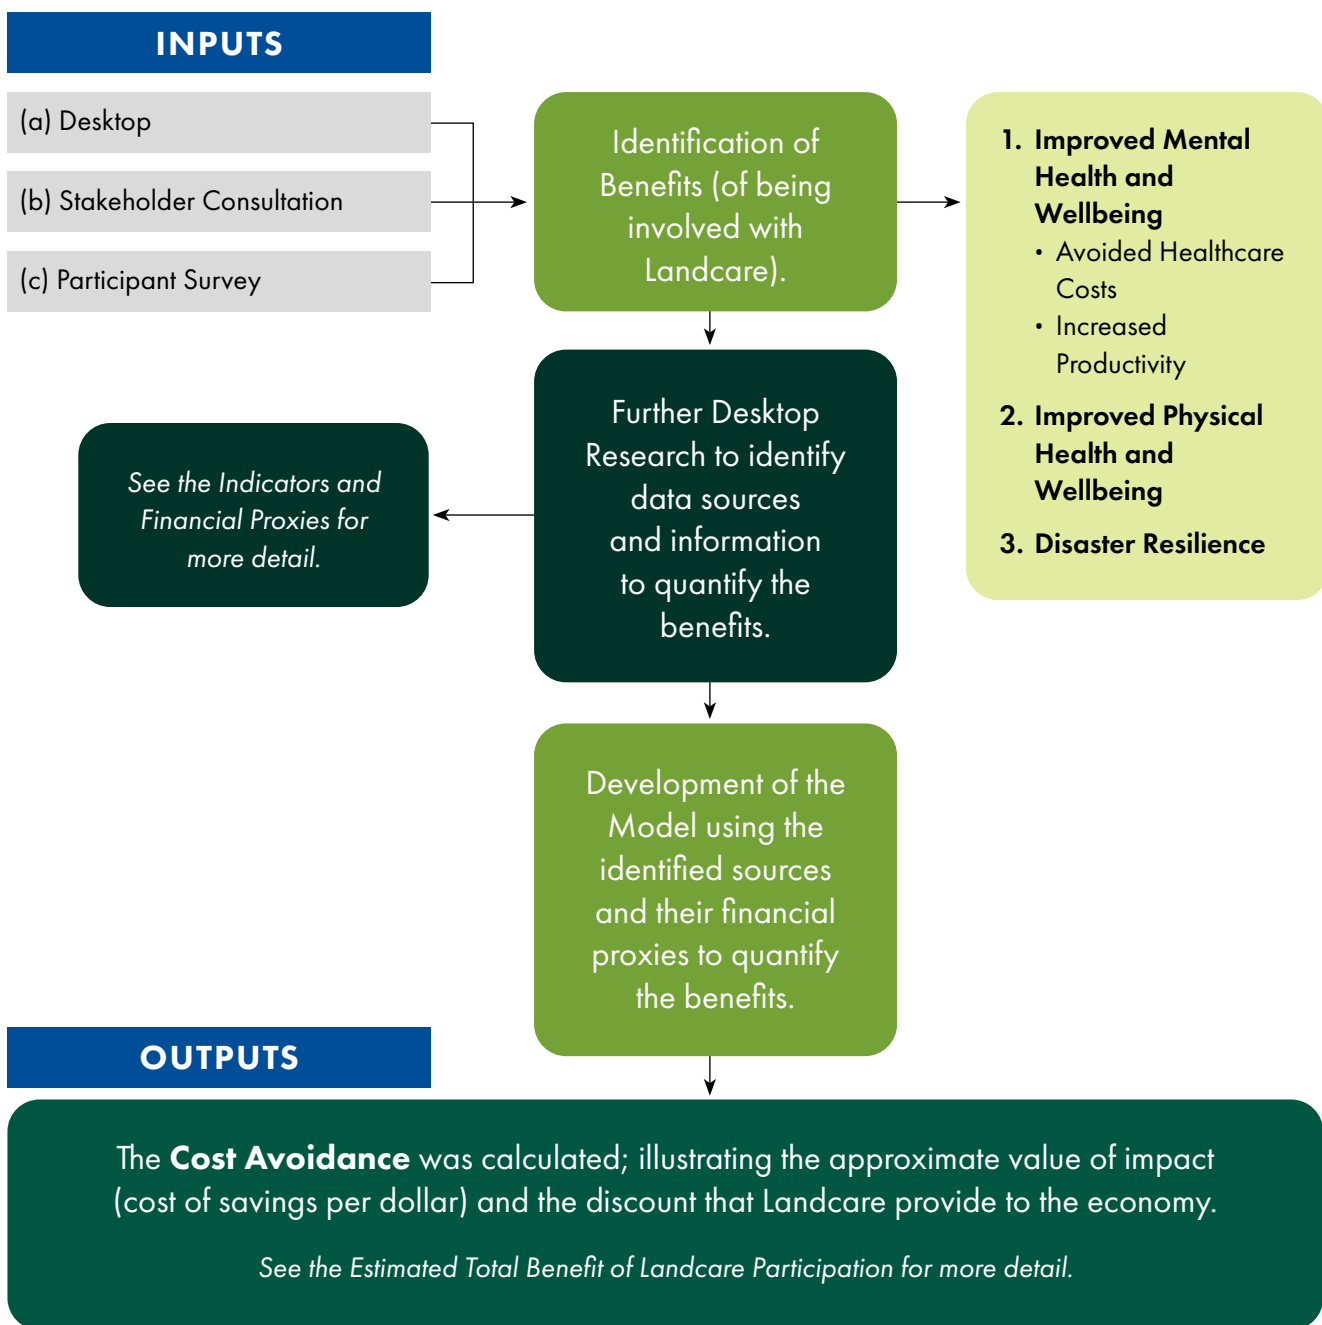 INPUTS
(a) Desktop
(b) Stakeholder Consultation
(c) Participant Survey
Identification of
Benefits (of being
involved with
Landcare).
1. Improved Mental
Health and
Wellbeing
• Avoided Healthcare
Costs
• Increased
Productivity
2. Improved Physical
Health and
Wellbeing
3. Disaster Resilience
Further Desktop
Research to identify
data sources
and information
to quantify the
benefits.
See the Indicators and
Financial Proxies for
more detail.
Development of the
Model using the
identified sources
and their financial
proxies to quantify
the benefits.
OUTPUTS
The Cost Avoidance was calculated; illustrating the approximate value of impact
(cost of savings per dollar) and the discount that Landcare provide to the economy.
See the Estimated Total Benefit of Landcare Participation for more detail.